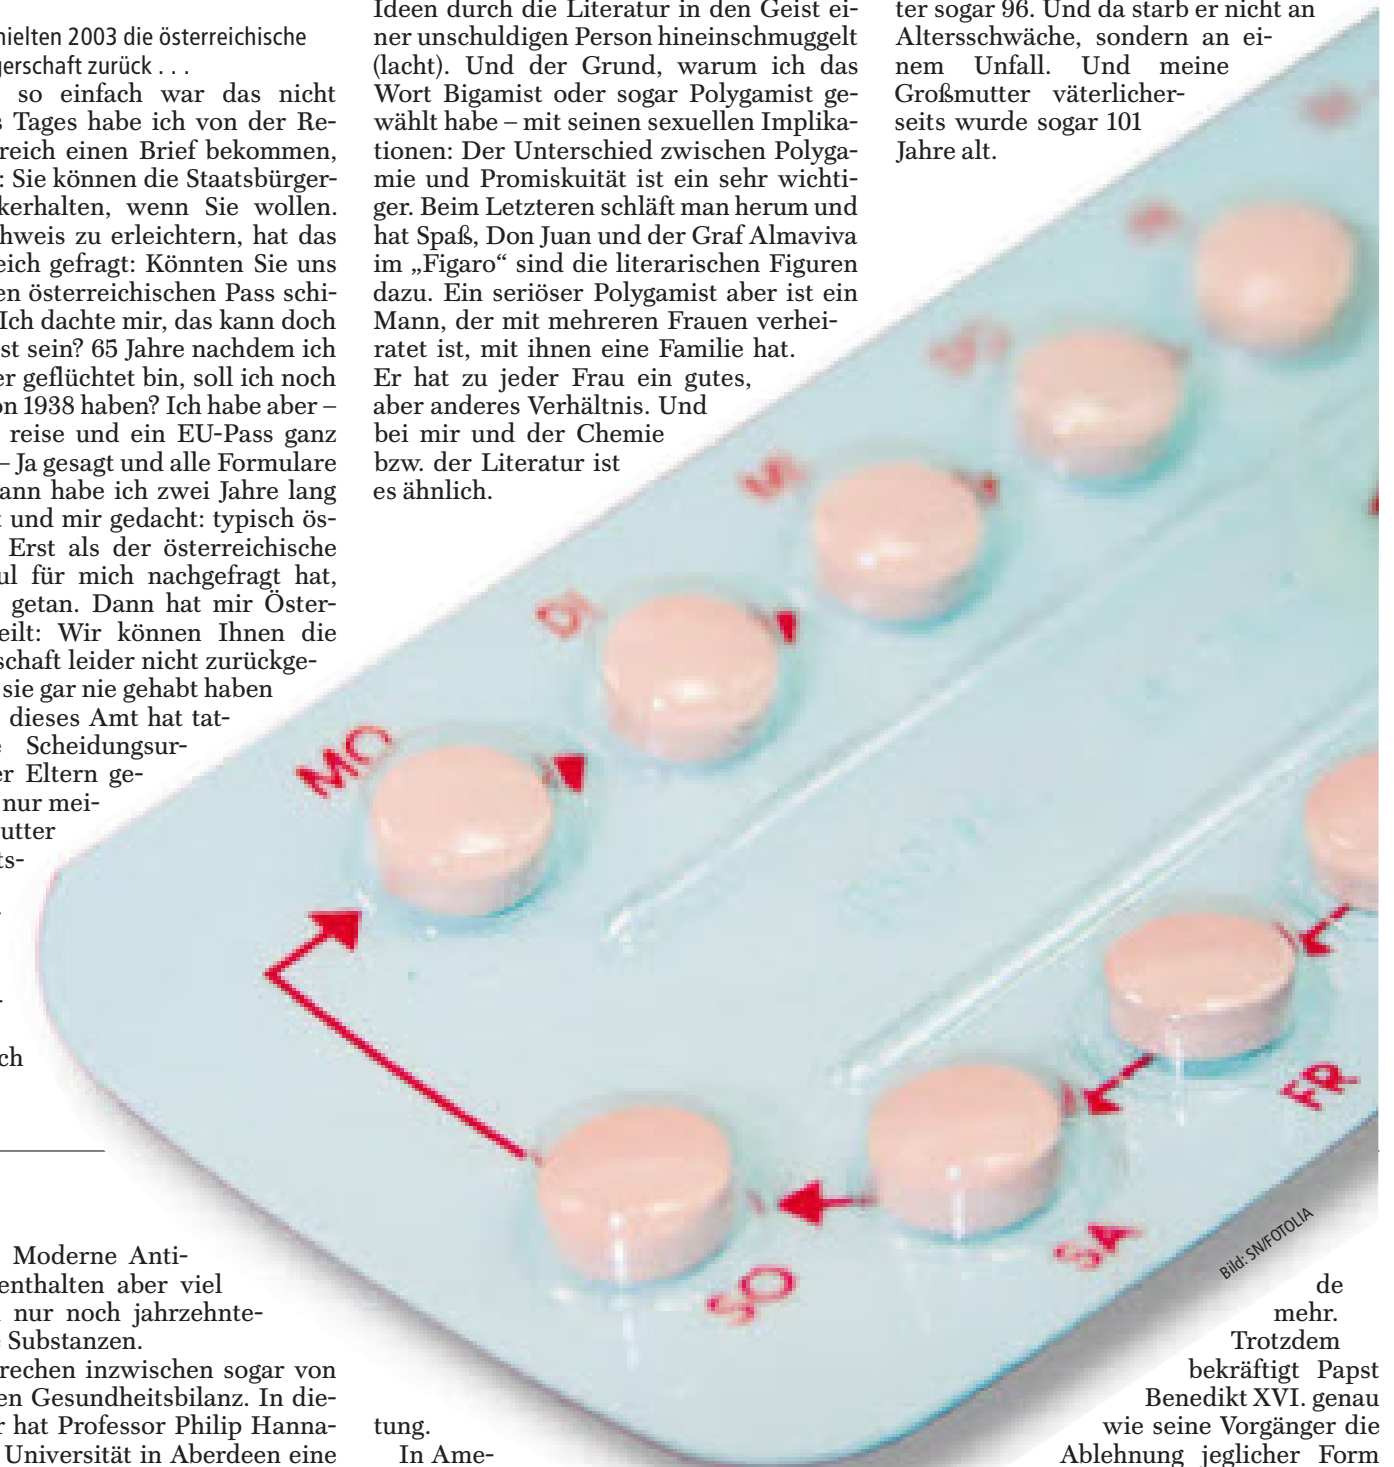 nielten 2003 die österreichische
gerschaft zurück . . .
so einfach war das nicht
s Tages habe ich von der Re-
reich einen Brief bekommen,
: Sie können die Staatsbürger-
kerhalten, wenn Sie wollen.
hweis zu erleichtern, hat das
eich gefragt: Könnten Sie uns
en österreichischen Pass schi-
Ich dachte mir, das kann doch
st sein? 65 Jahre nachdem ich
er geflüchtet bin, soll ich noch
on 1938 haben? Ich habe aber –
reise und ein EU-Pass ganz
– Ja gesagt und alle Formulare
ann habe ich zwei Jahre lang
t und mir gedacht: typisch ös-
Erst als der österreichische
ul für mich nachgefragt hat,
getan. Dann hat mir Öster-
eilt: Wir können Ihnen die
schaft leider nicht zurückge-
sie gar nie gehabt haben
dieses Amt hat tat-
e Scheidungsur-
er Eltern ge-
nur mei-
utter
ts-
ch
Ideen durch die Literatur in den Geist ei-
ner unschuldigen Person hineinschmuggelt
(lacht). Und der Grund, warum ich das
Wort Bigamist oder sogar Polygamist ge-
wählt habe – mit seinen sexuellen Implika-
tionen: Der Unterschied zwischen Polyga-
mie und Promiskuität ist ein sehr wichti-
ger. Beim Letzteren schläft man herum und
hat Spaß, Don Juan und der Graf Almaviva
im „Figaro“ sind die literarischen Figuren
dazu. Ein seriöser Polygamist aber ist ein
Mann, der mit mehreren Frauen verhei-
ratet ist, mit ihnen eine Familie hat.
Er hat zu jeder Frau ein gutes,
aber anderes Verhältnis. Und
bei mir und der Chemie
bzw. der Literatur ist
es ähnlich.
ter sogar 96. Und da starb er nicht an
Altersschwäche, sondern an ei-
nem Unfall. Und meine
Großmutter väterlicher-
seits wurde sogar 101
Jahre alt.
MO
DI
MI
FR
SA
SO
Bild: SN/FOTOLIA
Moderne Anti-
enthalten aber viel
nur noch jahrzehnte-
e Substanzen.
rechen inzwischen sogar von
en Gesundheitsbilanz. In die-
r hat Professor Philip Hanna-
Universität in Aberdeen eine
tung.
In Ame-
de
mehr.
Trotzdem
bekräftigt Papst
Benedikt XVI. genau
wie seine Vorgänger die
Ablehnung jeglicher Form